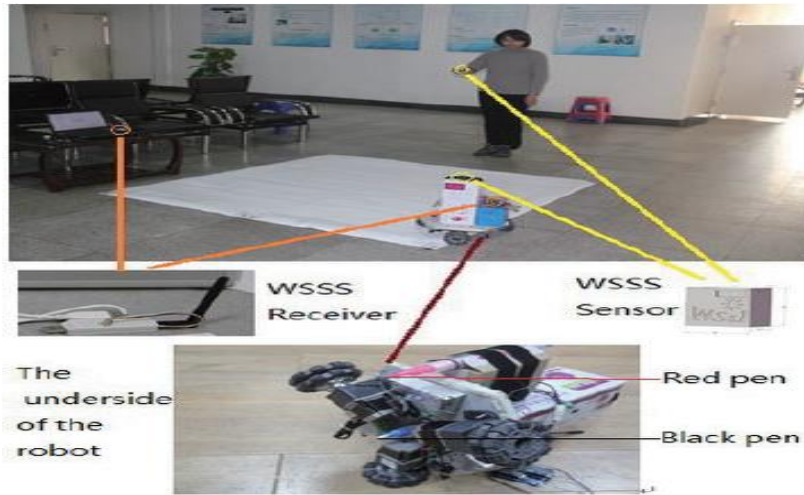 WSSS
Receiver
WSSS
Sensor
The
underside
of the
robot
Red pen
Black pen